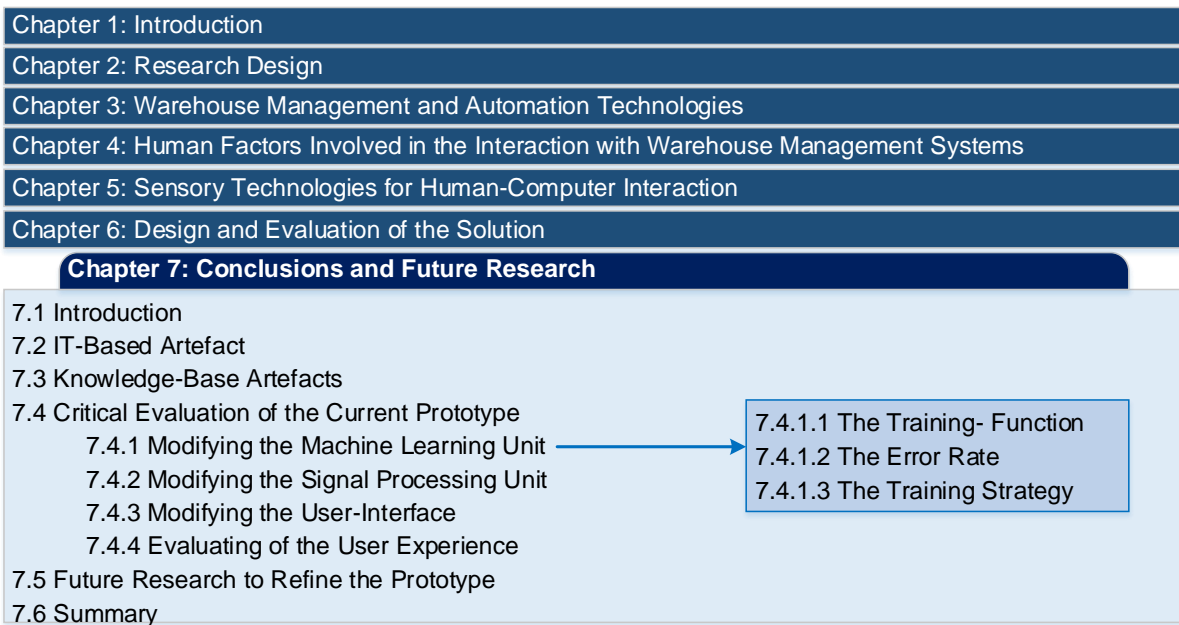 Chapter 1: Introduction
Chapter 2: Research Design
Chapter 3: Warehouse Management and Automation Technologies
Chapter 4: Human Factors Involved in the Interaction with Warehouse Management Systems
Chapter 5: Sensory Technologies for Human-Computer Interaction
Chapter 6: Design and Evaluation of the Solution
Chapter 7: Conclusions and Future Research
7.1 Introduction
7.2 IT-Based Artefact
7.3 Knowledge-Base Artefacts
7.4 Critical Evaluation of the Current Prototype
7.4.1 Modifying the Machine Learning Unit
7.4.2 Modifying the Signal Processing Unit
7.4.3 Modifying the User-Interface
7.4.4 Evaluating of the User Experience
7.5 Future Research to Refine the Prototype
7.6 Summary
7.4.1.1 The Training- Function
7.4.1.2 The Error Rate
7.4.1.3 The Training Strategy